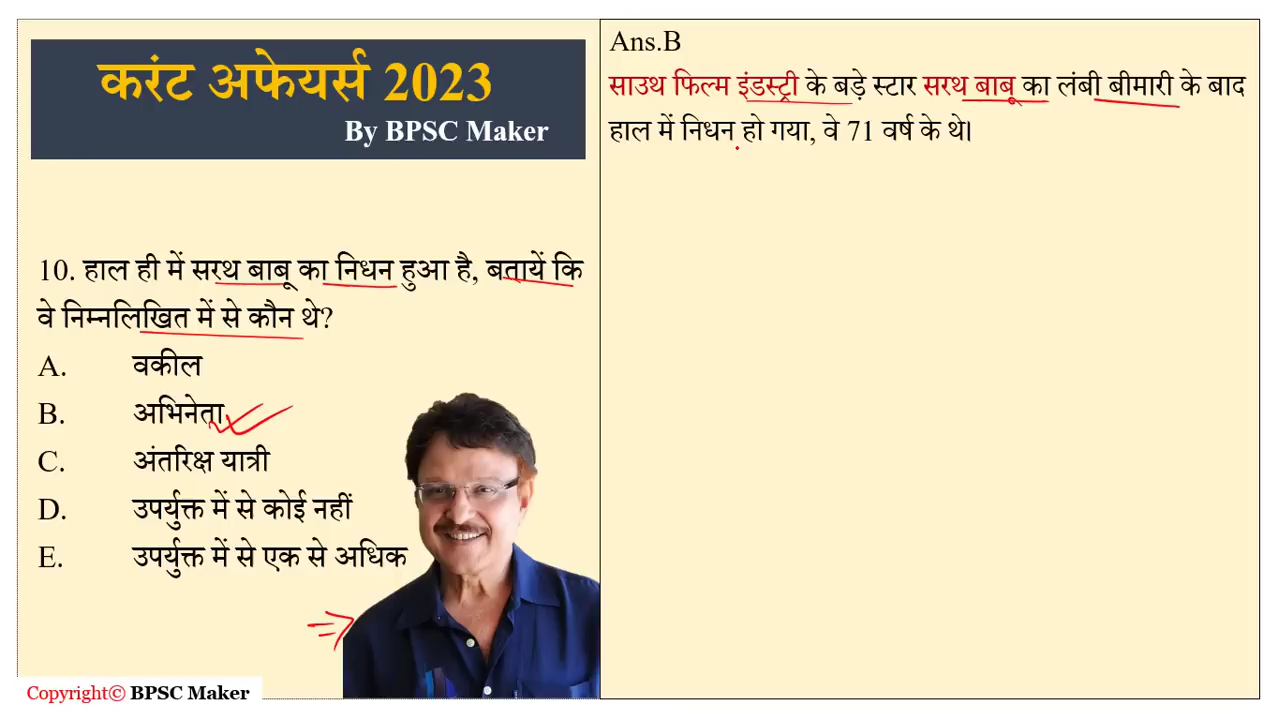 करंट अफेयर्स 2023
By BPSC Maker
10. हाल ही में सरथ बाबू का निधन हुआ है, बतायें कि
वे निम्नलिखित में से कौन थे?
A. वकील
B. अभिनेता
C. अंतरिक्ष यात्री
D. उपर्युक्त में से कोई नहीं
E. उपर्युक्त में से एक से अधिक
Copyright© BPSC Maker
Ans.B
साउथ फिल्म इंडस्ट्री के बड़े स्टार सरथ बाबू का लंबी बीमारी के बाद
हाल में निधन हो गया, वे 71 वर्ष के थे।